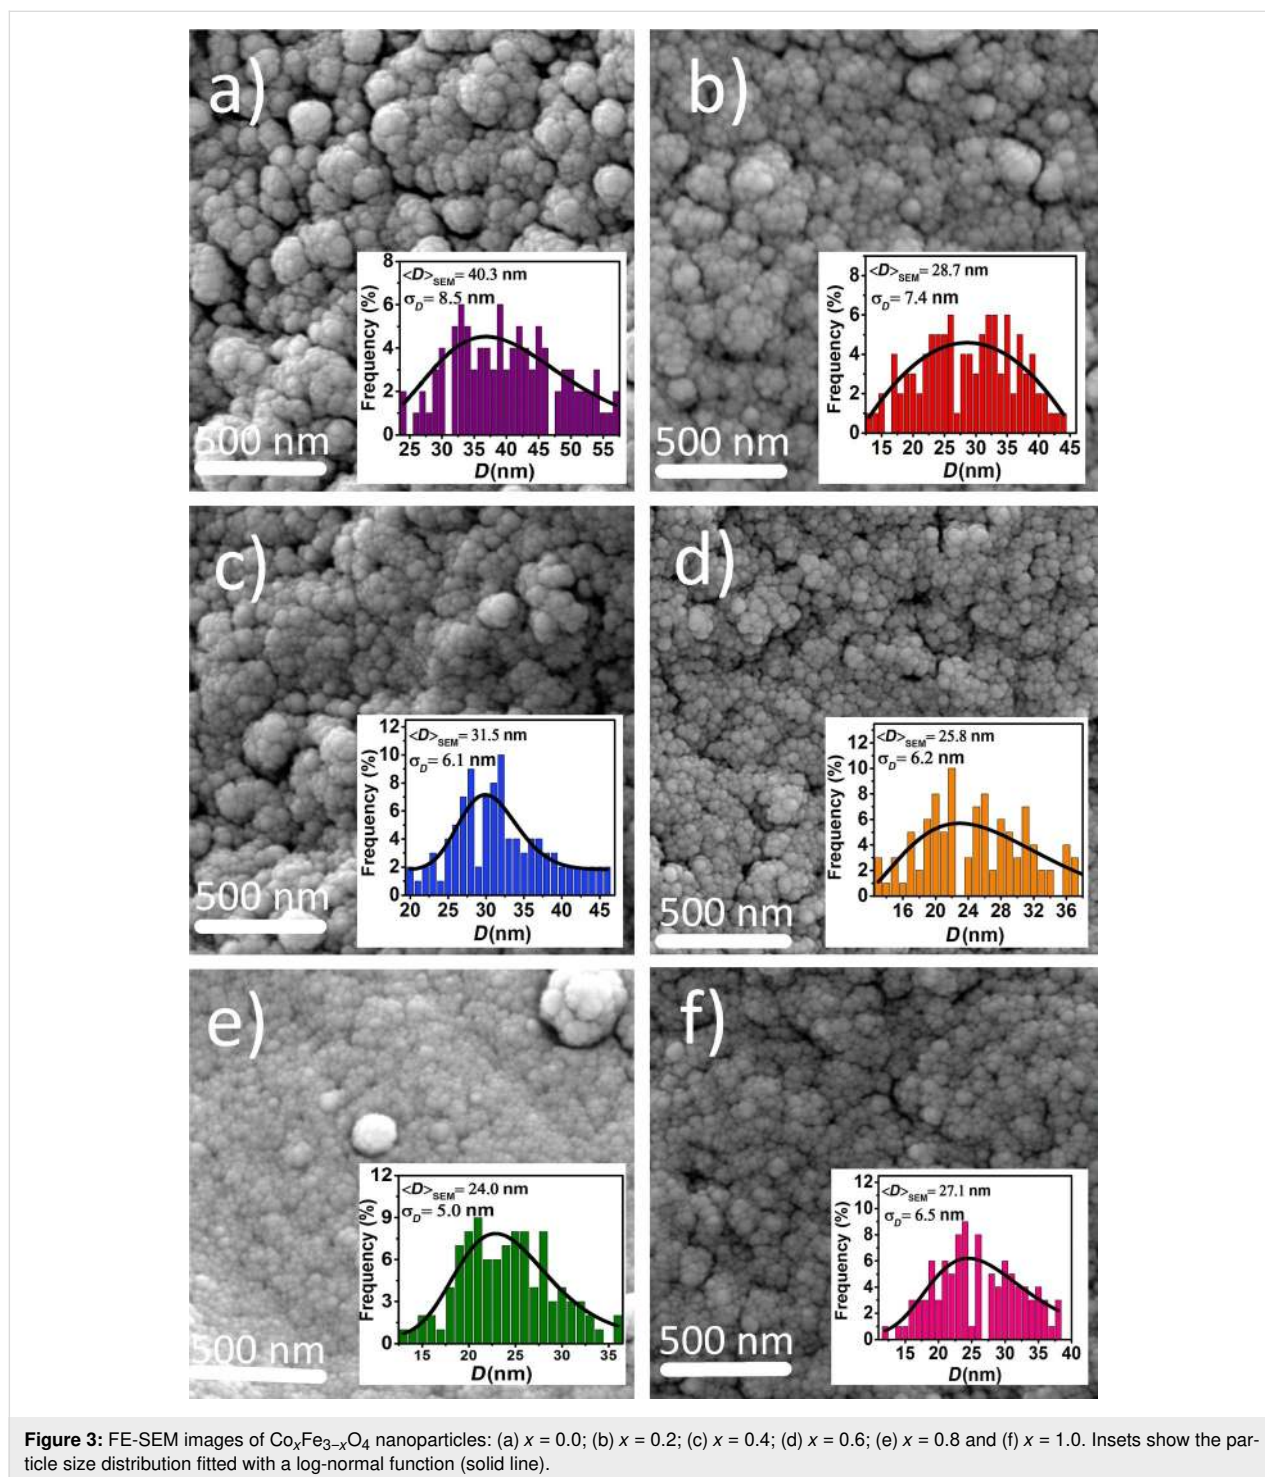 a)
<D>SEM= 40.3 nm
σD= 8.5 nm
Frequency (%)
8
6
4
2
0
25 30 35 40 45 50 55
D(nm)
500 nm
b)
<D>SEM= 28.7 nm
σD= 7.4 nm
Frequency (%)
8
6
4
2
0
15 20 25 30 35 40 45
D(nm)
500 nm
c)
<D>SEM= 31.5 nm
σD= 6.1 nm
Frequency (%)
12
10
8
6
4
2
0
20 25 30 35 40 45
D(nm)
500 nm
d)
<D>SEM= 25.8 nm
σD= 6.2 nm
Frequency (%)
12
10
8
6
4
2
0
16 20 24 28 32 36
D(nm)
500 nm
e)
<D>SEM= 24.0 nm
σD= 5.0 nm
Frequency (%)
12
9
6
3
0
15 20 25 30 35
D(nm)
500 nm
f)
<D>SEM= 27.1 nm
σD= 6.5 nm
Frequency (%)
12
10
8
6
4
2
0
15 20 25 30 35 40
D(nm)
500 nm
Figure 3: FE-SEM images of CoxFe3−xO4 nanoparticles: (a) x = 0.0; (b) x = 0.2; (c) x = 0.4; (d) x = 0.6; (e) x = 0.8 and (f) x = 1.0. Insets show the par-
ticle size distribution fitted with a log-normal function (solid line).